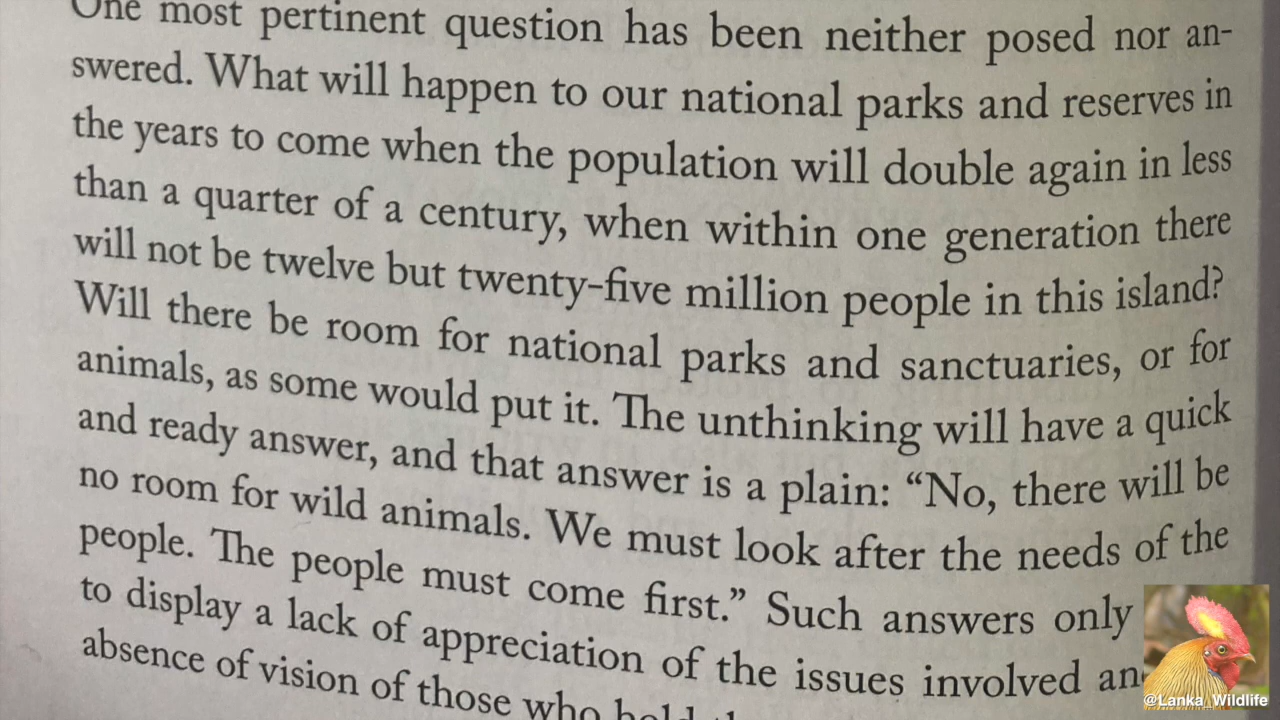 One most pertinent question has been neither posed nor an-
swered. What will happen to our national parks and reserves in
the years to come when the population will double again in less
than a quarter of a century, when within one generation there
will not be twelve but twenty-five million people in this island?
Will there be room for national parks and sanctuaries, or for
animals, as some would put it. The unthinking will have a quick
and ready answer, and that answer is a plain: “No, there will be
no room for wild animals. We must look after the needs of the
people. The people must come first.” Such answers only
to display a lack of appreciation of the issues involved
absence of vision of those who
@Lanka_Wildlife